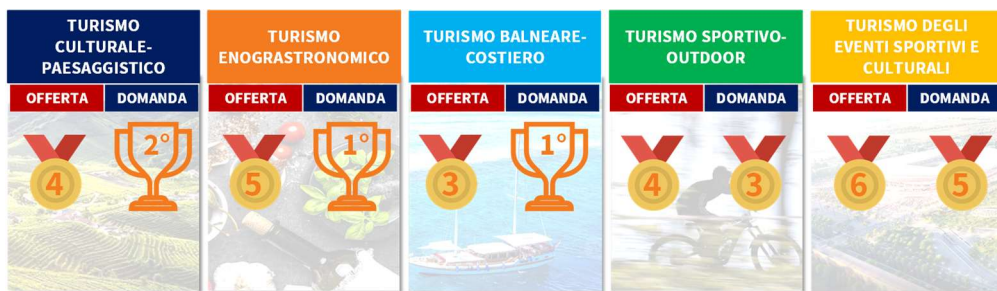 TURISMO
CULTURALE-
PAESAGGISTICO
OFFERTA DOMANDA
4 2°
TURISMO
ENOGRASTRONOMICO
OFFERTA DOMANDA
5 1°
TURISMO BALNEARE-
COSTIERO
OFFERTA DOMANDA
3 1°
TURISMO SPORTIVO-
OUTDOOR
OFFERTA DOMANDA
4 3
TURISMO DEGLI
EVENTI SPORTIVI E
CULTURALI
OFFERTA DOMANDA
6 5